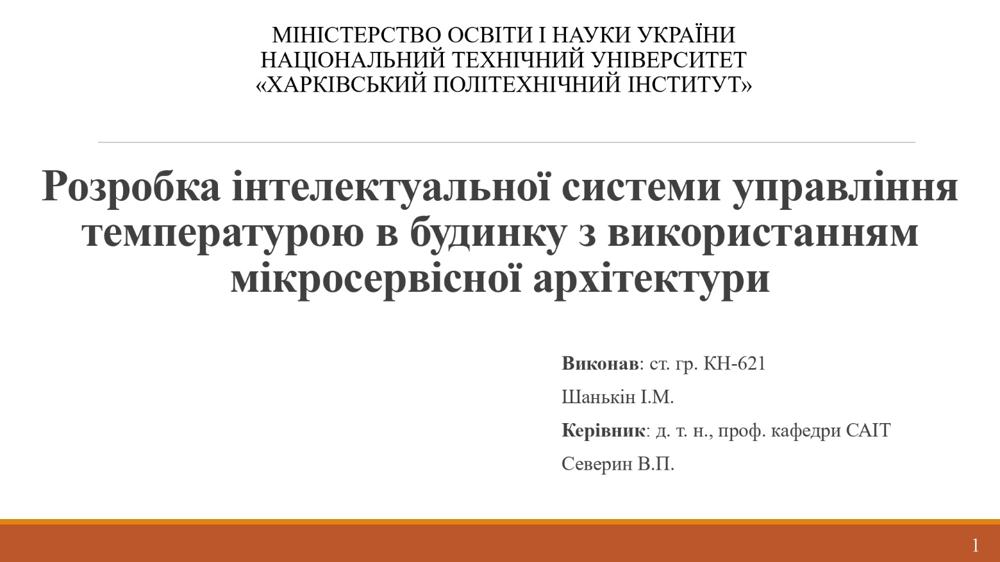 МІНІСТЕРСТВО ОСВІТИ І НАУКИ УКРАЇНИ
НАЦІОНАЛЬНИЙ ТЕХНІЧНИЙ УНІВЕРСИТЕТ
«ХАРКІВСЬКИЙ ПОЛІТЕХНІЧНИЙ ІНСТИТУТ»
Розробка інтелектуальної системи управління
температурою в будинку з використанням
мікросервісної архітектури
Виконав: ст. гр. КН-621
Шанькін І.М.
Керівник: д. т. н., проф. кафедри САІТ
Северин В.П.
1